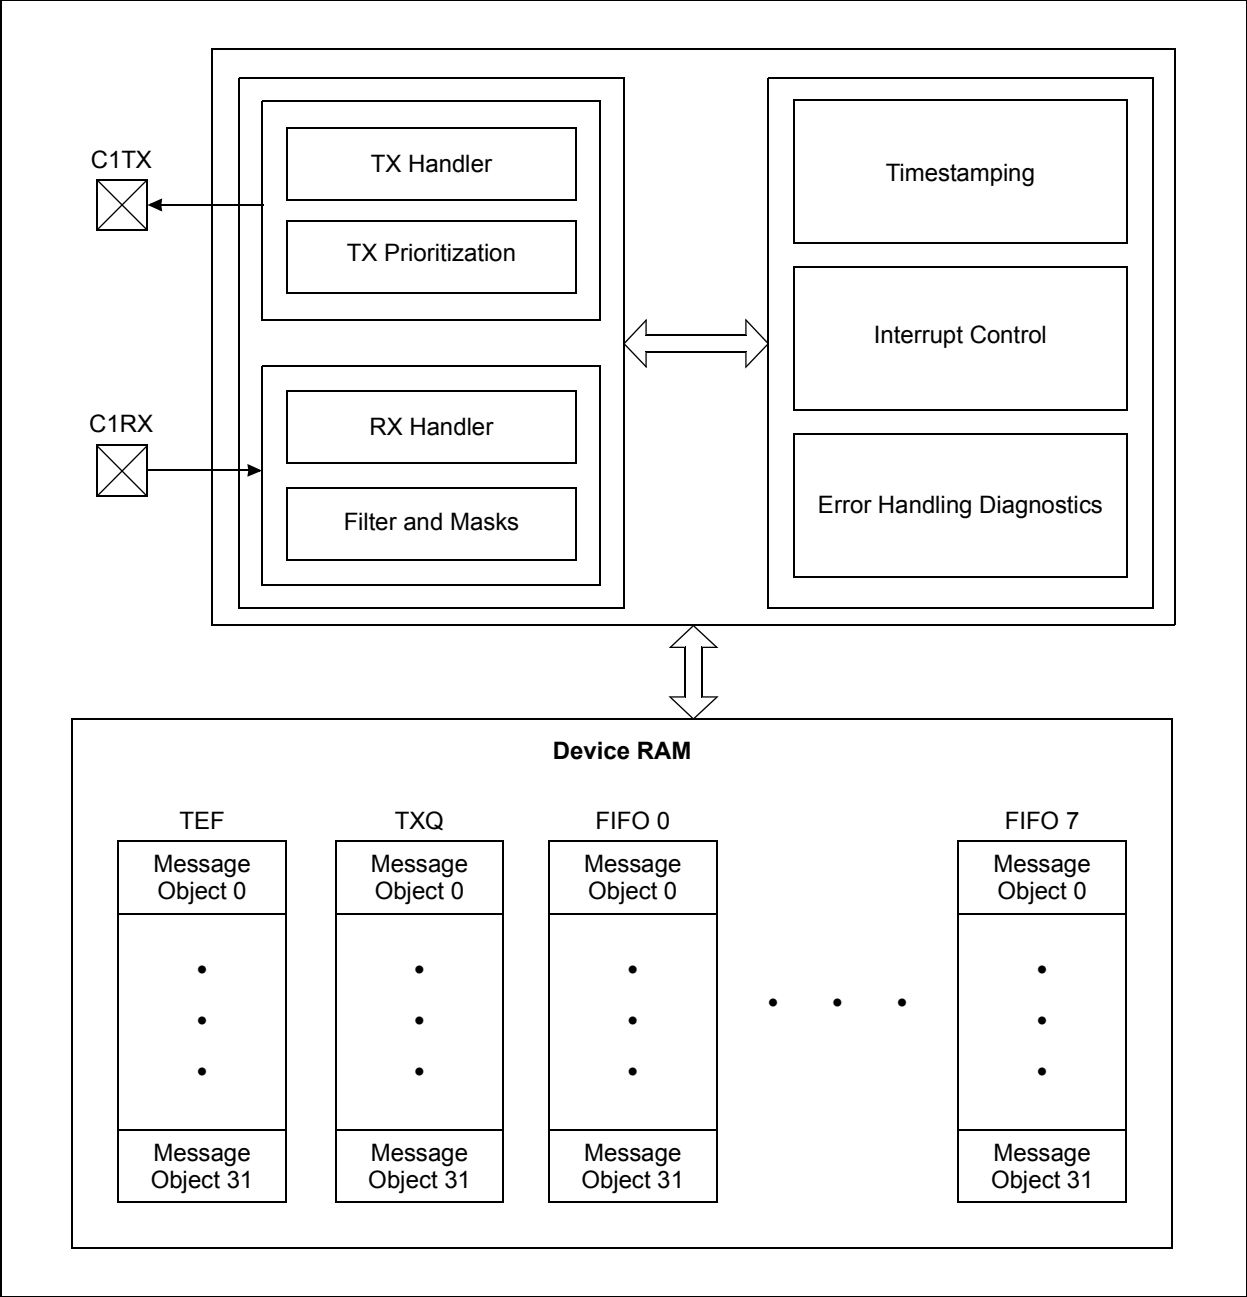 C1TX
TX Handler
TX Prioritization
C1RX
RX Handler
Filter and Masks
Timestamping
Interrupt Control
Error Handling Diagnostics
Device RAM
TEF
Message
Object 0
Message
Object 31
TXQ
Message
Object 0
Message
Object 31
FIFO 0
Message
Object 0
Message
Object 31
FIFO 7
Message
Object 0
Message
Object 31